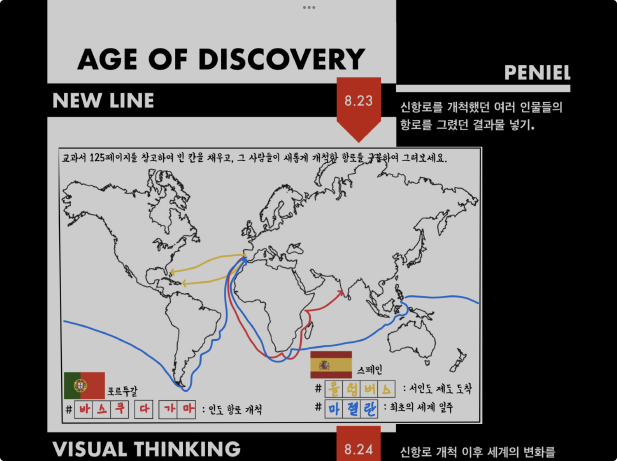 AGE OF DISCOVERY
PENIEL
NEW LINE
8.23
신항로를 개척했던 여러 인물들의
항로를 그렸던 결과물 넣기.
교과서 125페이지를 참고하여 빈 칸을 채우고, 그 사람들이 새롭게 개척한 항로를 구분하여 그려보세요.
스페인
포르투갈
# 콜 럼 버 스 : 서인도 제도 도착
# 바 스 쿠 다 가 마 : 인도 항로 개척
# 마 젤 란 : 최초의 세계 일주
VISUAL THINKING
8.24
신항로 개척 이후 세계의 변화를